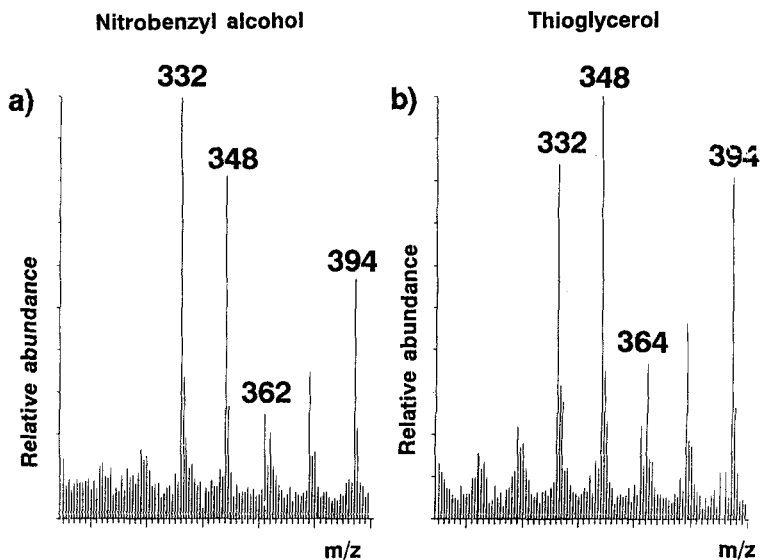 Nitrobenzyl alcohol
a)
332
348
362
394
Relative abundance
m/z
Thioglycerol
b)
332
348
364
394
Relative abundance
m/z